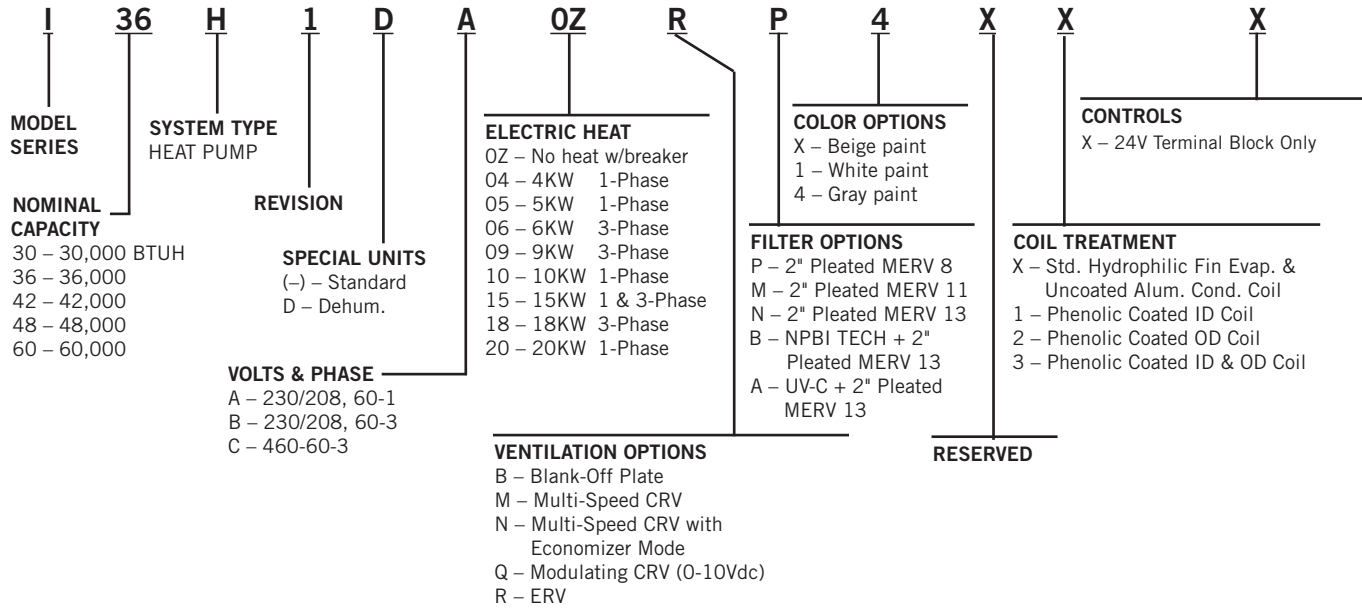 I 36 H 1 D A 0Z R P 4 X X X
MODEL
SERIES
SYSTEM TYPE
HEAT PUMP
NOMINAL
CAPACITY
30 – 30,000 BTUH
36 – 36,000
42 – 42,000
48 – 48,000
60 – 60,000
REVISION
SPECIAL UNITS
(–) – Standard
D – Dehum.
VOLTS & PHASE
A – 230/208, 60-1
B – 230/208, 60-3
C – 460-60-3
ELECTRIC HEAT
0Z – No heat w/breaker
04 – 4KW 1-Phase
05 – 5KW 1-Phase
06 – 6KW 3-Phase
09 – 9KW 3-Phase
10 – 10KW 1-Phase
15 – 15KW 1 & 3-Phase
18 – 18KW 3-Phase
20 – 20KW 1-Phase
VENTILATION OPTIONS
B – Blank-Off Plate
M – Multi-Speed CRV
N – Multi-Speed CRV with
Economizer Mode
Q – Modulating CRV (0-10Vdc)
R – ERV
COLOR OPTIONS
X – Beige paint
1 – White paint
4 – Gray paint
FILTER OPTIONS
P – 2" Pleated MERV 8
M – 2" Pleated MERV 11
N – 2" Pleated MERV 13
B – NPBI TECH + 2"
Pleated MERV 13
A – UV-C + 2" Pleated
MERV 13
RESERVED
CONTROLS
X – 24V Terminal Block Only
COIL TREATMENT
X – Std. Hydrophilic Fin Evap. &
Uncoated Alum. Cond. Coil
1 – Phenolic Coated ID Coil
2 – Phenolic Coated OD Coil
3 – Phenolic Coated ID & OD Coil